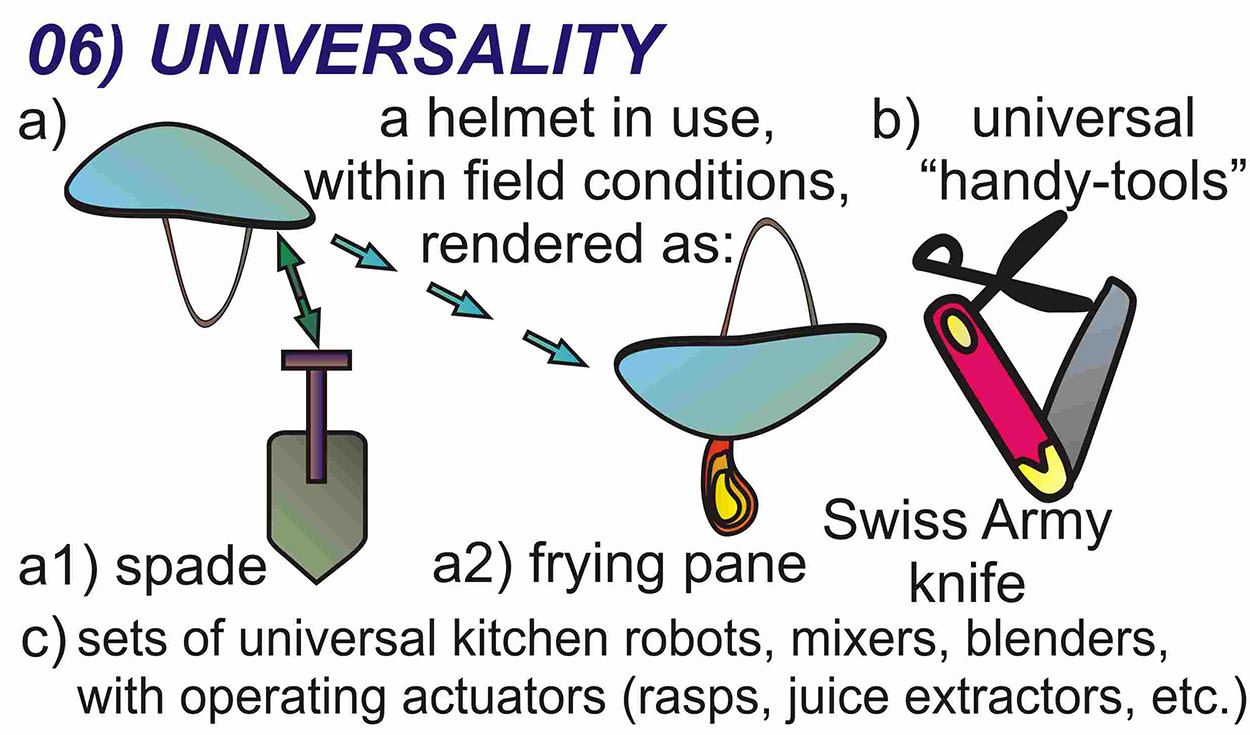 06) UNIVERSALITY
a)
a helmet in use,
within field conditions,
rendered as:
b) universal
“handy-tools”
a1) spade
a2) frying pane
Swiss Army
knife
c) sets of universal kitchen robots, mixers, blenders,
with operating actuators (rasps, juice extractors, etc.)